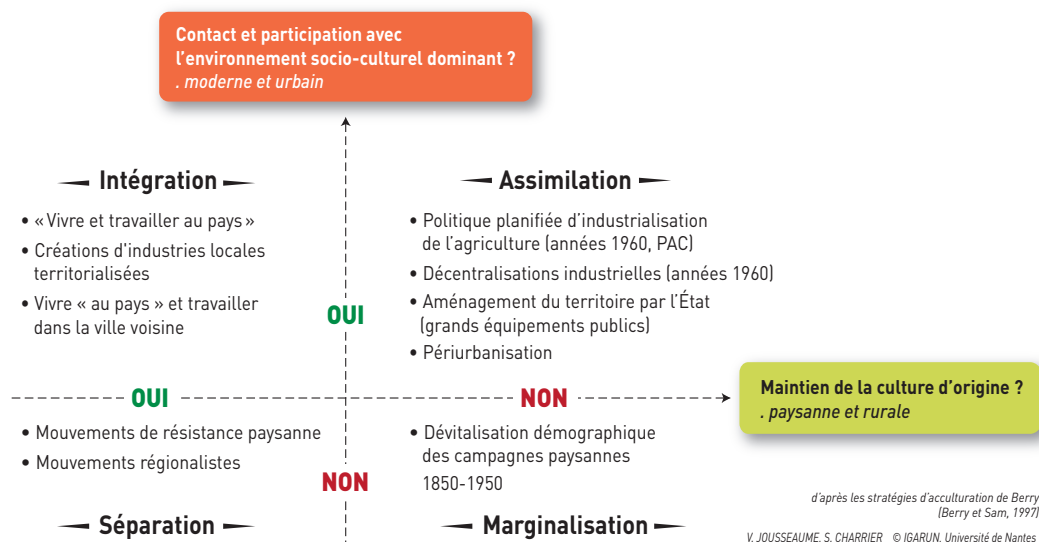 Contact et participation avec
l'environnement socio-culturel dominant ?
. moderne et urbain
Intégration
• « Vivre et travailler au pays »
• Créations d'industries locales
territorialisées
• Vivre « au pays » et travailler
dans la ville voisine
Assimilation
• Politique planifiée d'industrialisation
de l'agriculture (années 1960, PAC)
• Décentralisations industrielles (années 1960)
• Aménagement du territoire par l'État
(grands équipements publics)
• Périurbanisation
OUI
OUI
NON
Maintien de la culture d'origine ?
. paysanne et rurale
• Mouvements de résistance paysanne
• Mouvements régionalistes
NON
• Dévitalisation démographique
des campagnes paysannes
1850-1950
Séparation
Marginalisation
d'après les stratégies d'acculturation de Berry
(Berry et Sam, 1997)
V. JOUSSEAUME, S. CHARRIER © IGARUN, Université de Nantes